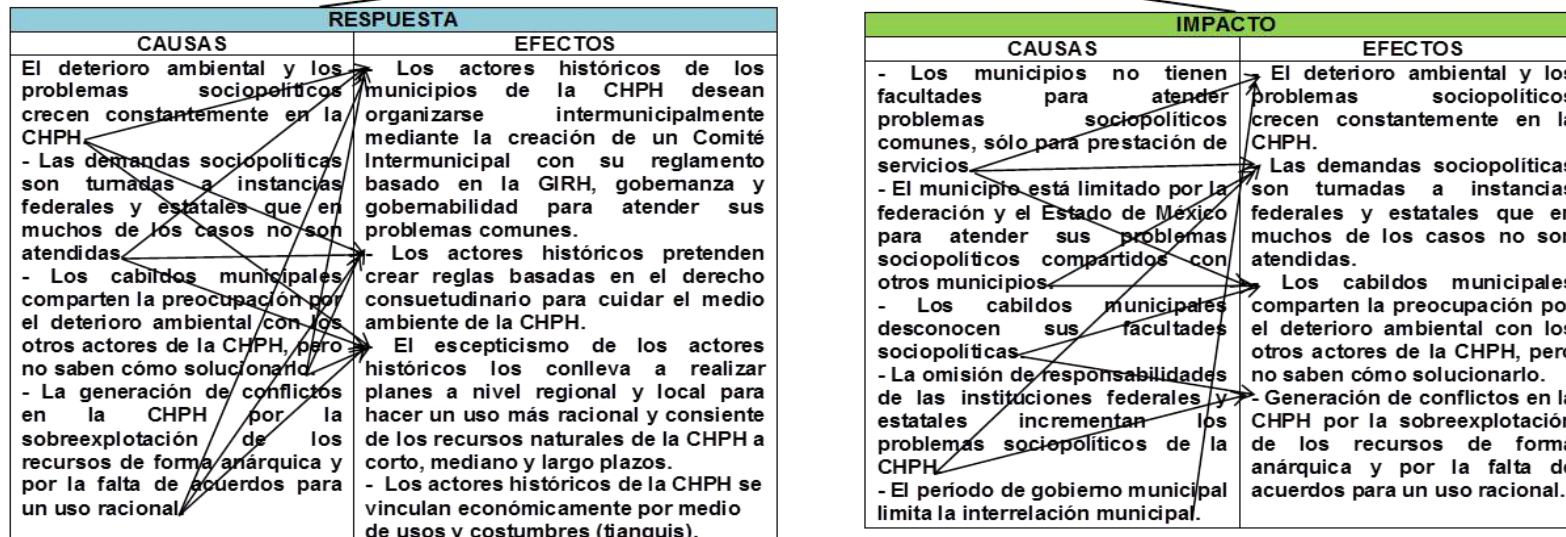 RESPUESTA
CAUSAS
El deterioro ambiental y los
problemas sociopolíticos
crecen constantemente en la
CHPH.
- Las demandas sociopolíticas
son turnadas a instancias
federales y estatales que en
muchos de los casos no son
atendidas.
- Los cabildos municipales
comparten la preocupación por
el deterioro ambiental con los
otros actores de la CHPH, pero
no saben cómo solucionarlo.
- La generación de conflictos
en la CHPH por la
sobreexplotación de los
recursos de forma anárquica y
por la falta de acuerdos para
un uso racional.
EFECTOS
- Los actores históricos de los
municipios de la CHPH desean
organizarse intermunicipalmente
mediante la creación de un Comité
Intermunicipal con su reglamento
basado en la GIRH, gobernanza y
gobernabilidad para atender sus
problemas comunes.
- Los actores históricos pretenden
crear reglas basadas en el derecho
consuetudinario para cuidar el medio
ambiente de la CHPH.
- El escepticismo de los actores
históricos los conlleva a realizar
planes a nivel regional y local para
hacer un uso más racional y consiente
de los recursos naturales de la CHPH a
corto, mediano y largo plazos.
- Los actores históricos de la CHPH se
vinculan económicamente por medio
de usos y costumbres (tianguis).
IMPACTO
CAUSAS
- Los municipios no tienen
facultades para atender
problemas sociopolíticos
comunes, sólo para prestación de
servicios.
- El municipio está limitado por la
federación y el Estado de México
para atender sus problemas
sociopolíticos compartidos con
otros municipios.
- Los cabildos municipales
desconocen sus facultades
sociopolíticas.
- La omisión de responsabilidades
de las instituciones federales y
estatales incrementan los
problemas sociopolíticos de la
CHPH
- El período de gobierno municipal
limita la interrelación municipal.
EFECTOS
- El deterioro ambiental y los
problemas sociopolíticos
crecen constantemente en la
CHPH.
- Las demandas sociopolíticas
son turnadas a instancias
federales y estatales que en
muchos de los casos no son
atendidas.
- Los cabildos municipales
comparten la preocupación por
el deterioro ambiental con los
otros actores de la CHPH, pero
no saben cómo solucionarlo.
- Generación de conflictos en la
CHPH por la sobreexplotación
de los recursos de forma
anárquica y por la falta de
acuerdos para un uso racional.